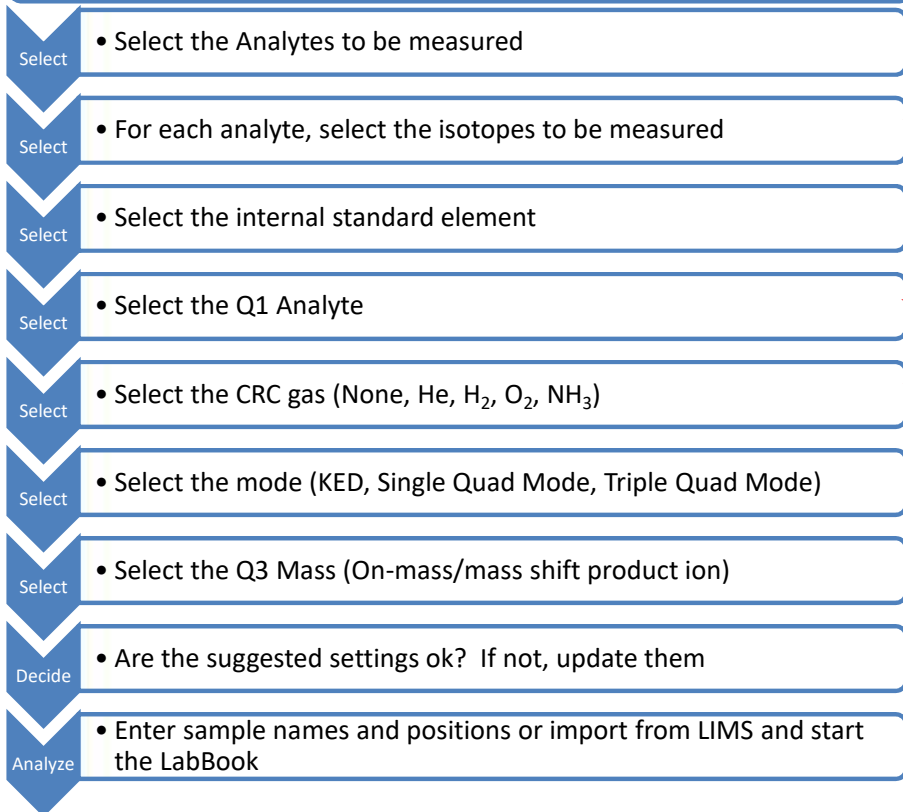 Select
• Select the Analytes to be measured
Select
• For each analyte, select the isotopes to be measured
Select
• Select the internal standard element
Select
• Select the Q1 Analyte
Select
• Select the CRC gas (None, He, H₂, O₂, NH₃)
Select
• Select the mode (KED, Single Quad Mode, Triple Quad Mode)
Select
• Select the Q3 Mass (On-mass/mass shift product ion)
Decide
• Are the suggested settings ok?  If not, update them
Analyze
• Enter sample names and positions or import from LIMS and start
the LabBook